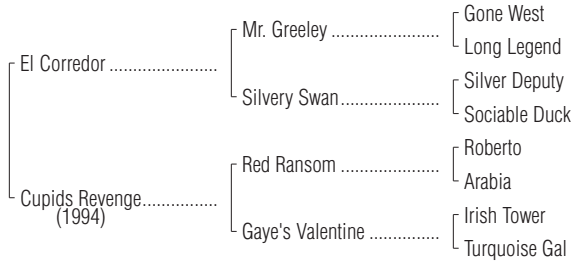 Gone West
Mr. Greeley ....................
Long Legend
El Corredor ....................
Silver Deputy
Silvery Swan ....................
Sociable Duck
Roberto
Red Ransom ....................
Arabia
Cupids Revenge ....................
(1994)
Irish Tower
Gaye's Valentine ..............
Turquoise Gal